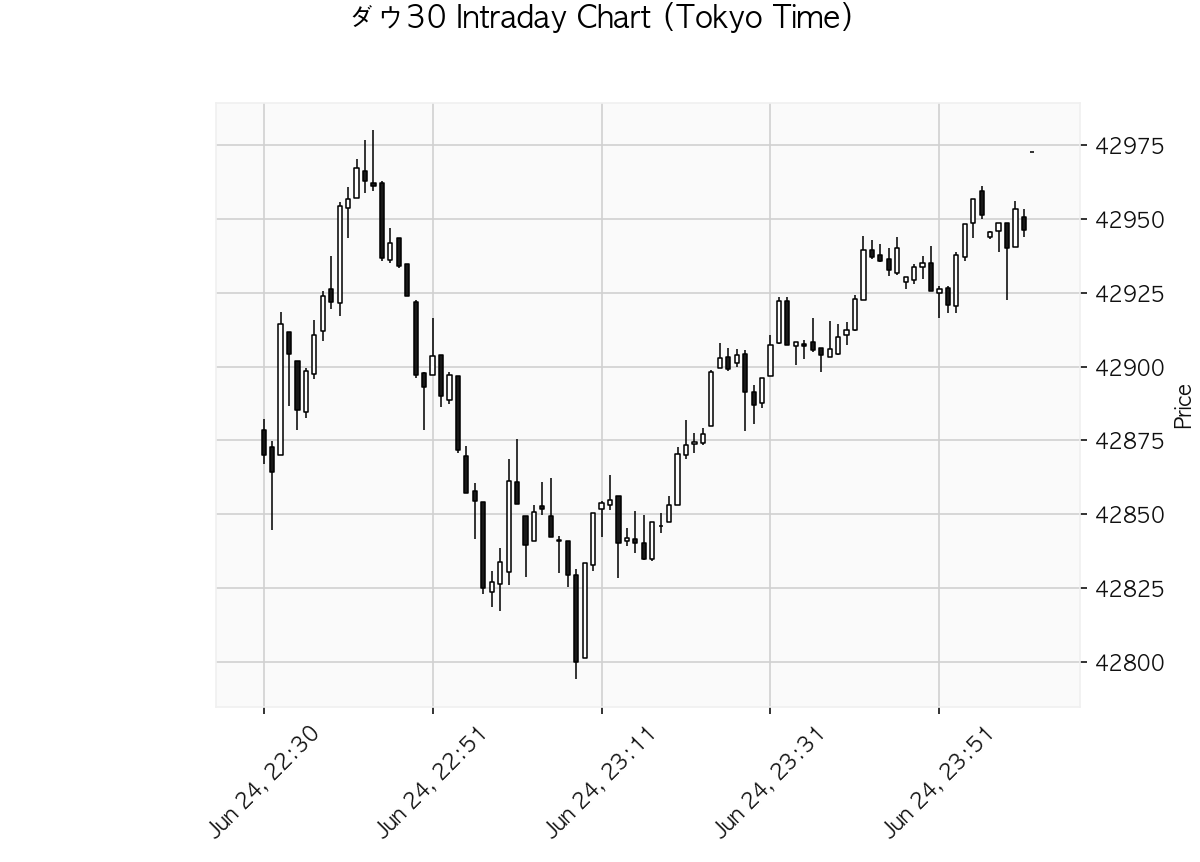 ダウ30 Intraday Chart (Tokyo Time)
42975
42950
42925
42900
42875
42850
42825
42800
Price
Jun 24, 22:30
Jun 24, 22:51
Jun 24, 23:11
Jun 24, 23:31
Jun 24, 23:51